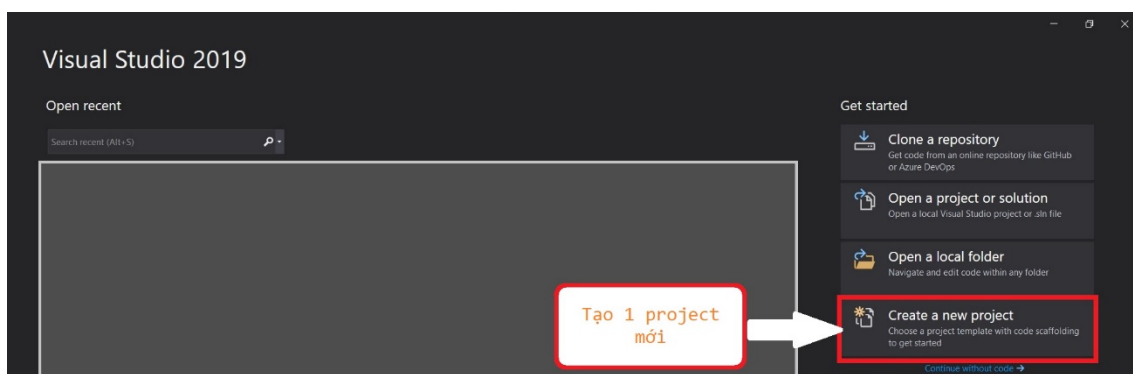 Visual Studio 2019
Open recent
Search recent (Alt+S)
Tạo 1 project
mới
Get started
Clone a repository
Get code from an online repository like GitHub
or Azure DevOps
Open a project or solution
Open a local Visual Studio project or .sln file
Open a local folder
Navigate and edit code within any folder
Create a new project
Choose a project template with code scaffolding
to get started
Continue without code →